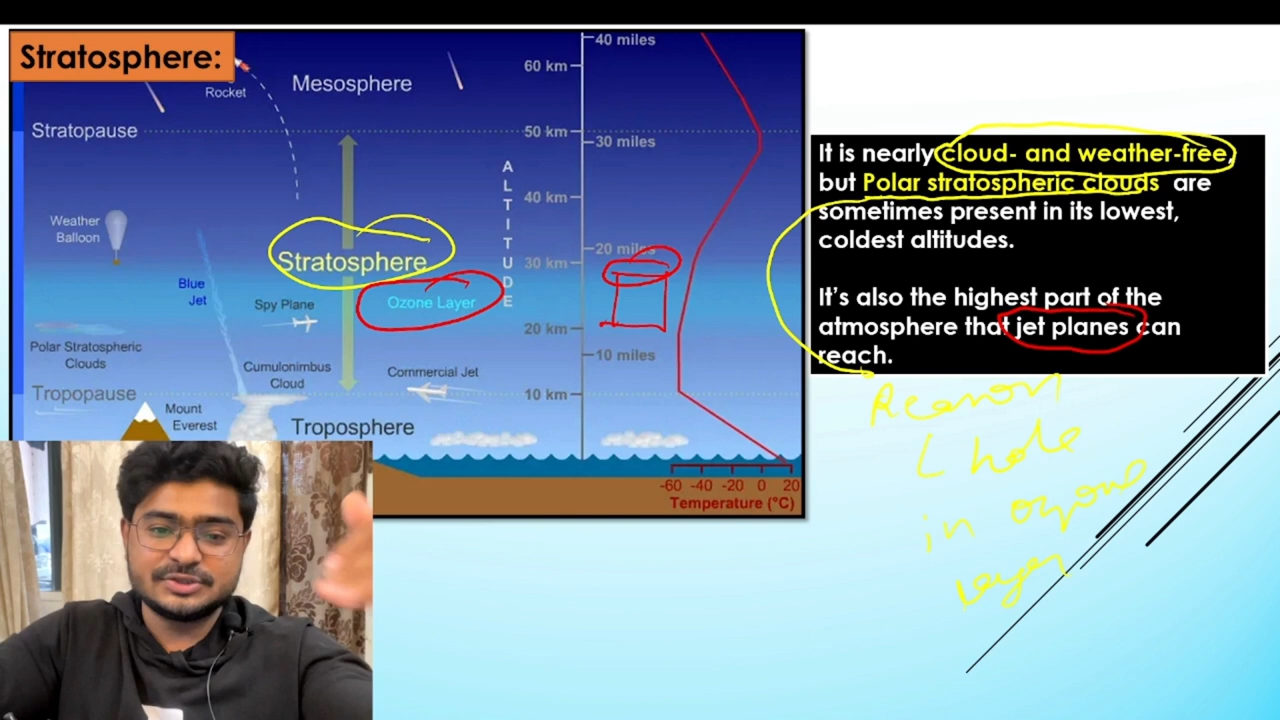 Stratosphere:
Rocket
Mesosphere
Stratopause
Weather
Balloon
Stratosphere
Blue
Jet
Spy Plane
Ozone Layer
Polar Stratospheric
Clouds
Cumulonimbus
Cloud
Commercial Jet
Tropopause
Mount
Everest
Troposphere
ALTITUDE
60 km
50 km
40 km
30 km
20 km
10 km
40 miles
30 miles
20 miles
10 miles
-60 -40 -20 0 20
Temperature (°C)
It is nearly cloud- and weather-free,
but Polar stratospheric clouds are
sometimes present in its lowest,
coldest altitudes.
It's also the highest part of the
atmosphere that jet planes can
reach.
Reason
hole
in ozone
layer